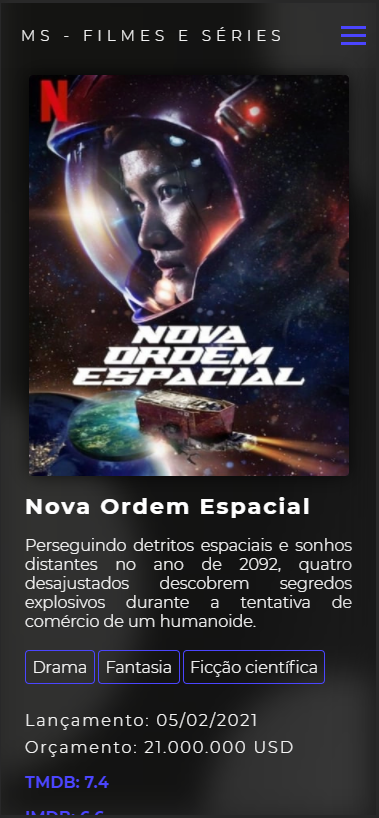 MS - FILMES E SÉRIES
N
NOVA
ORDEM
ESPACIAL
Nova Ordem Espacial
Perseguindo detritos espaciais e sonhos
distantes no ano de 2092, quatro
desajustados descobrem segredos
explosivos durante a tentativa de
comércio de um humanoide.
Drama Fantasia Ficção científica
Lançamento: 05/02/2021
Orçamento: 21.000.000 USD
TMDB: 7.4